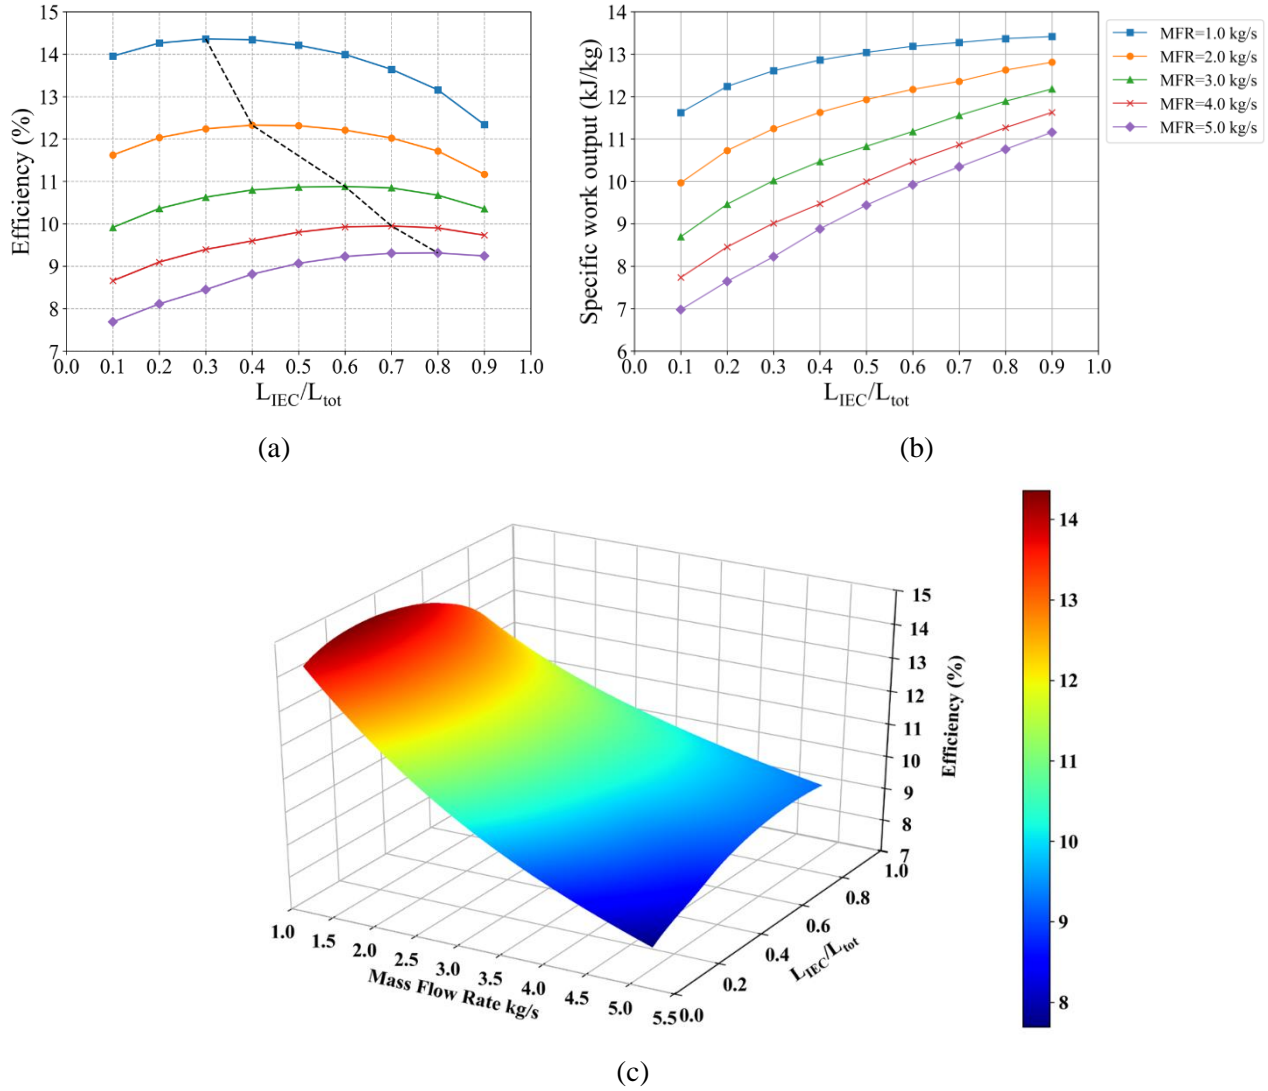 15
14
13
12
11
10
9
8
7
Efficiency (%)
0.0 0.1 0.2 0.3 0.4 0.5 0.6 0.7 0.8 0.9 1.0
L_IEC/L_tot
(a)
14
13
12
11
10
9
8
7
6
Specific work output (kJ/kg)
0.0 0.1 0.2 0.3 0.4 0.5 0.6 0.7 0.8 0.9 1.0
L_IEC/L_tot
(b)
MFR=1.0 kg/s
MFR=2.0 kg/s
MFR=3.0 kg/s
MFR=4.0 kg/s
MFR=5.0 kg/s
1.0 1.5 2.0 2.5 3.0 3.5 4.0 4.5 5.0 5.5
Mass Flow Rate kg/s
0.0 0.2 0.4 0.6 0.8 1.0
L_IEC/L_tot
15
14
13
12
11
10
9
8
7
Efficiency (%)
14
13
12
11
10
9
8
(c)